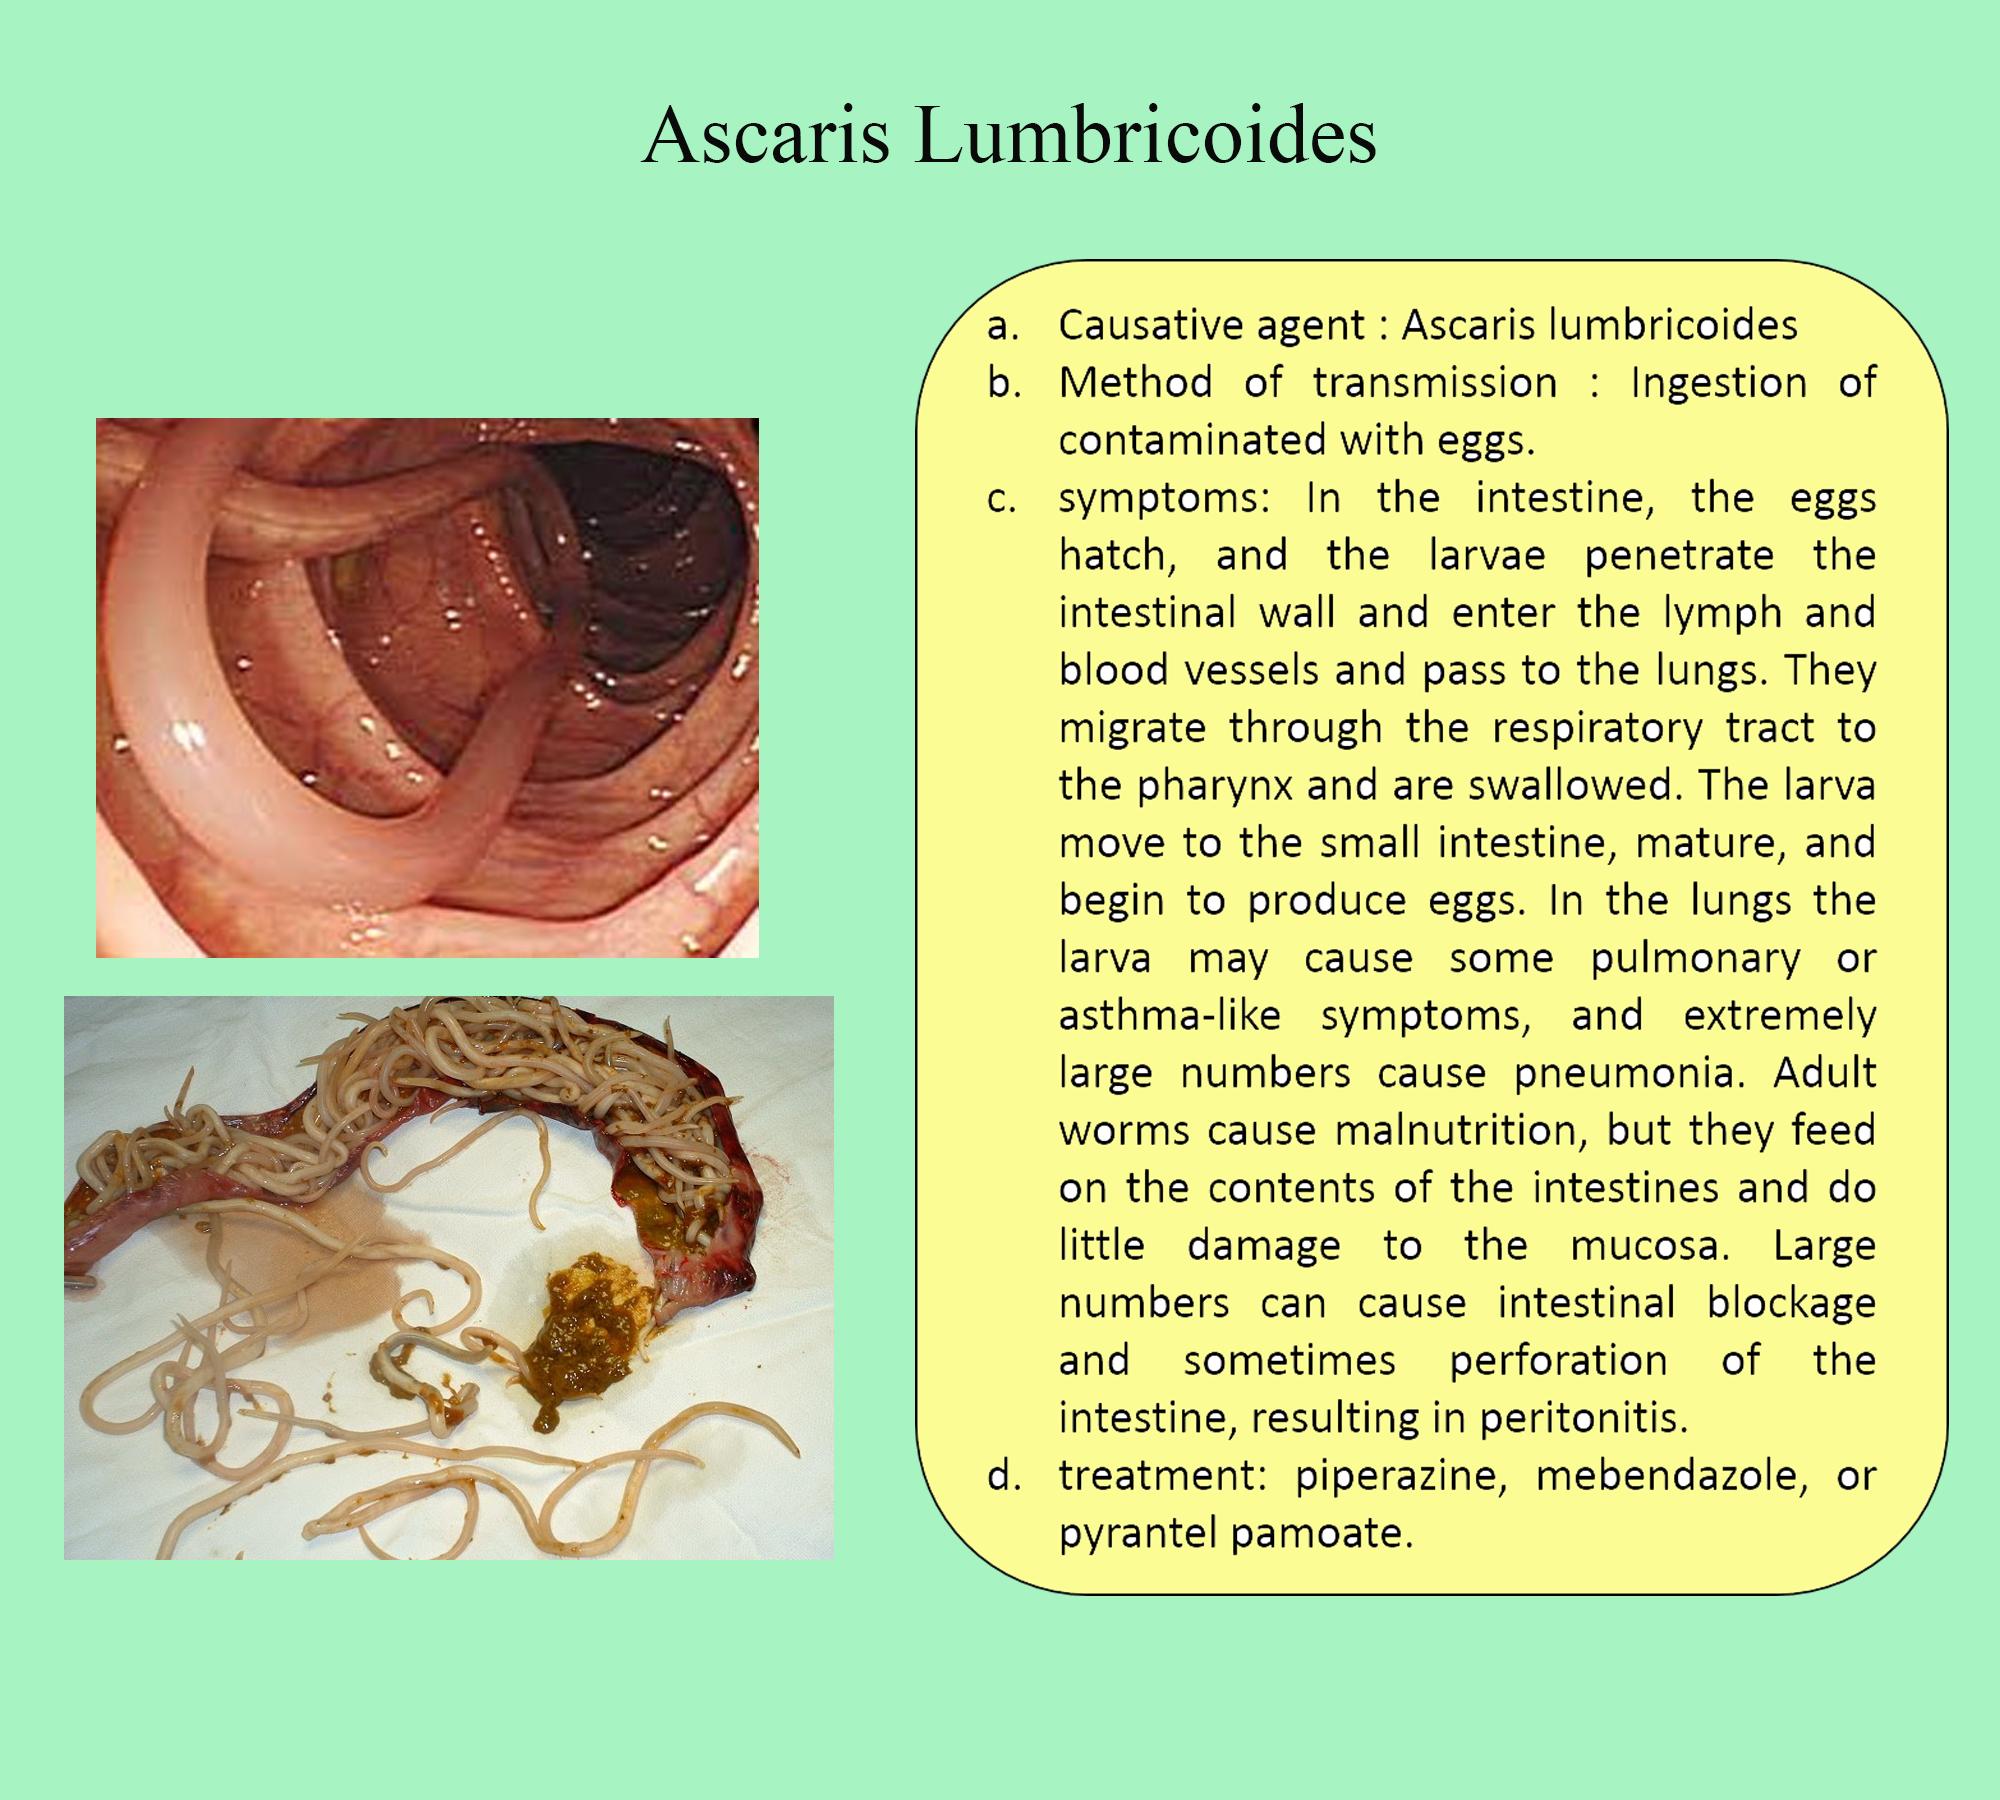 Ascaris Lumbricoides
a. Causative agent : Ascaris lumbricoides
b. Method of transmission : Ingestion of
contaminated with eggs.
c. symptoms: In the intestine, the eggs
hatch, and the larvae penetrate the
intestinal wall and enter the lymph and
blood vessels and pass to the lungs. They
migrate through the respiratory tract to
the pharynx and are swallowed. The larva
move to the small intestine, mature, and
begin to produce eggs. In the lungs the
larva may cause some pulmonary or
asthma-like symptoms, and extremely
large numbers cause pneumonia. Adult
worms cause malnutrition, but they feed
on the contents of the intestines and do
little damage to the mucosa. Large
numbers can cause intestinal blockage
and sometimes perforation of the
intestine, resulting in peritonitis.
d. treatment: piperazine, mebendazole, or
pyrantel pamoate.